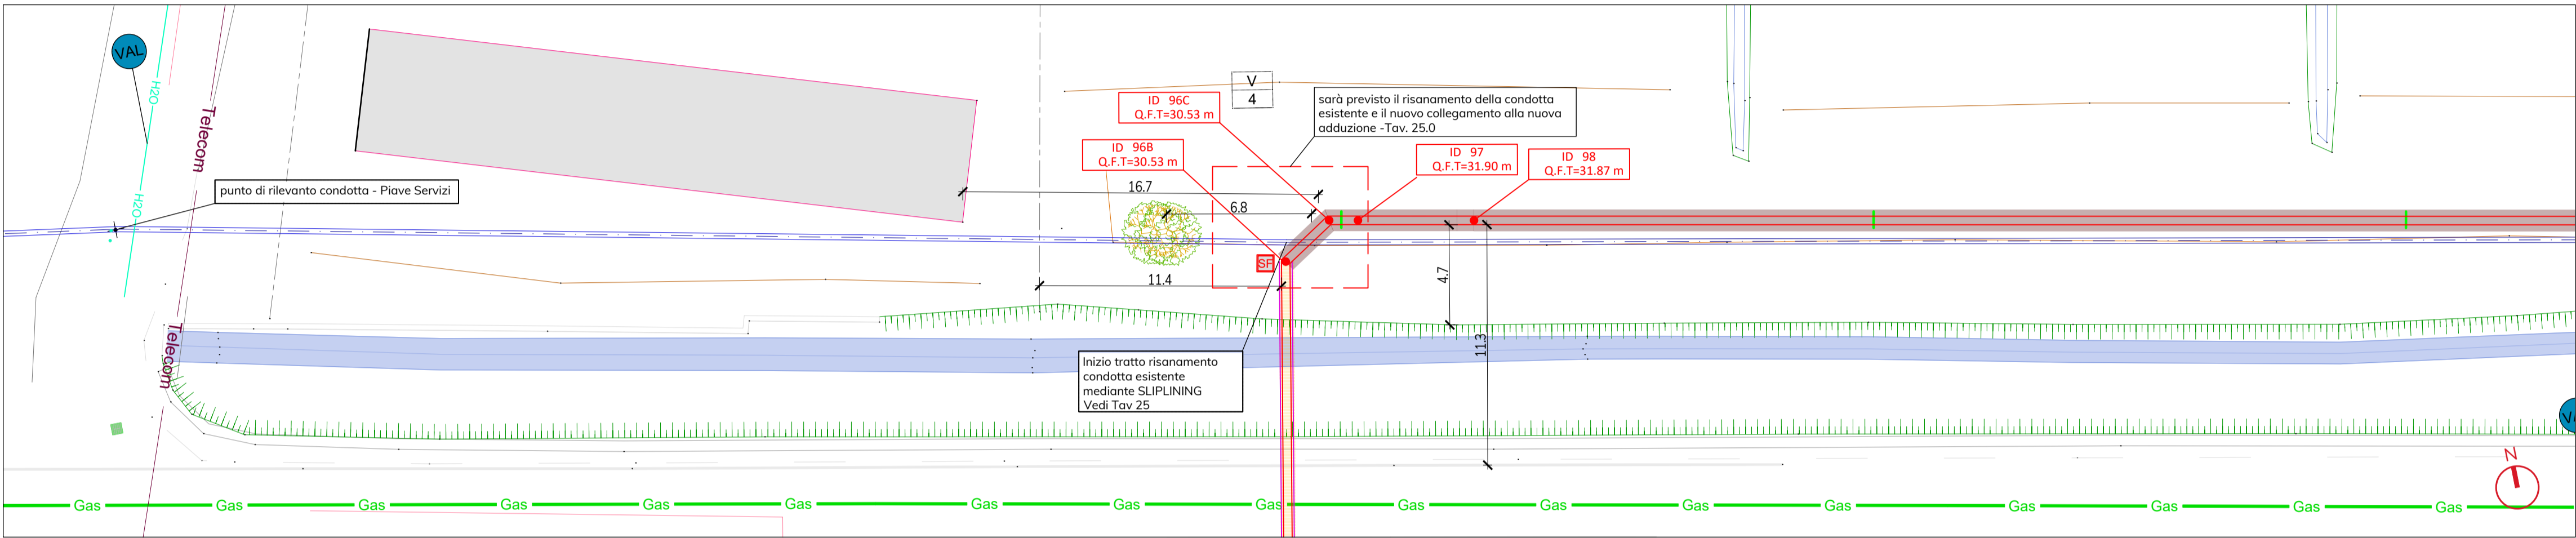 VAL
H2O
Telecom
H2O
punto di rilevanto condotta - Piave Servizi
V
4
ID 96C
Q.F.T=30.53 m
sarà previsto il risanamento della condotta
esistente e il nuovo collegamento alla nuova
adduzione -Tav. 25.0
ID 96B
Q.F.T=30.53 m
ID 97
Q.F.T=31.90 m
ID 98
Q.F.T=31.87 m
16.7
6.8
SF
11.4
4.7
11.3
Telecom
Inizio tratto risanamento
condotta esistente
mediante SLIPLINING
Vedi Tav 25
N
Gas Gas Gas Gas Gas Gas Gas Gas Gas Gas Gas Gas Gas Gas Gas Gas Gas